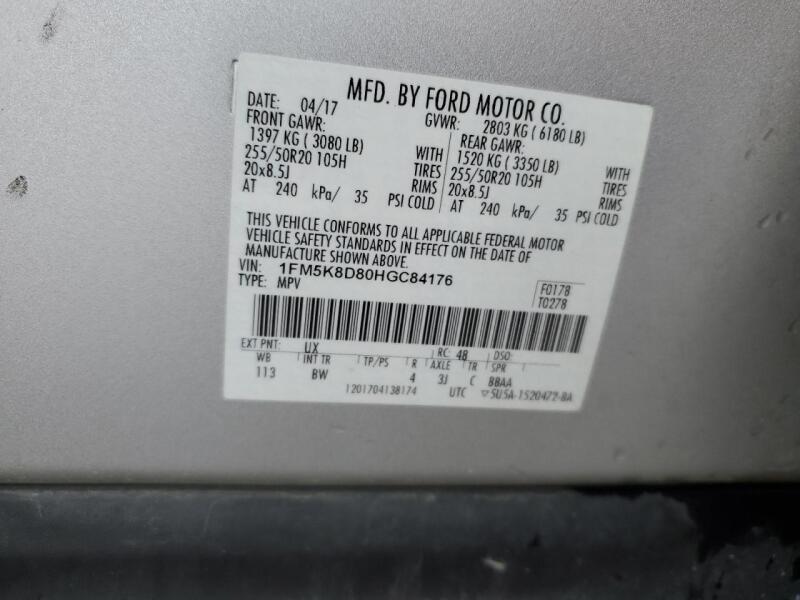 MFD. BY FORD MOTOR CO.
DATE: 04/17 GVWR: 2803 KG ( 6180 LB)
FRONT GAWR: REAR GAWR:
1397 KG ( 3080 LB) WITH 1520 KG ( 3350 LB) WITH
255/50R20 105H TIRES 255/50R20 105H TIRES
20x8.5J RIMS 20x8.5J RIMS
AT 240 kPa/ 35 PSI COLD AT 240 kPa/ 35 PSI COLD
THIS VEHICLE CONFORMS TO ALL APPLICABLE FEDERAL MOTOR
VEHICLE SAFETY STANDARDS IN EFFECT ON THE DATE OF
MANUFACTURE SHOWN ABOVE.
VIN: 1FM5K8D80HGC84176 F0178
TYPE: MPV T0278
EXT PNT: UX RC: 48 DSO:
WB INT TR TP/PS R AXLE TR SPR
113 BW 4 3J C BBAA
1201704138174 UTC ▽5U5A-1520472-BA